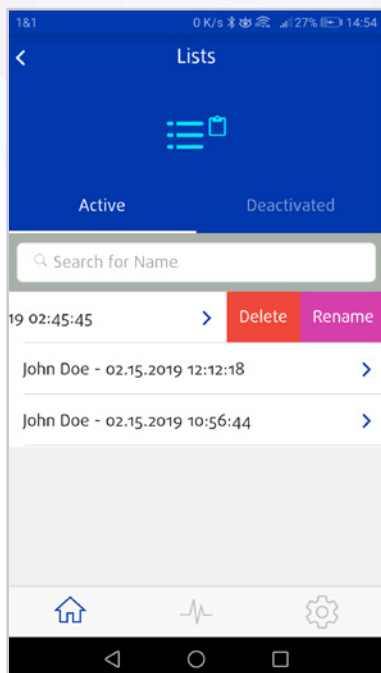 1&1 0 K/s 27% 14:54
Lists
Active Deactivated
Search for Name
19 02:45:45 Delete Rename
John Doe - 02.15.2019 12:12:18
John Doe - 02.15.2019 10:56:44